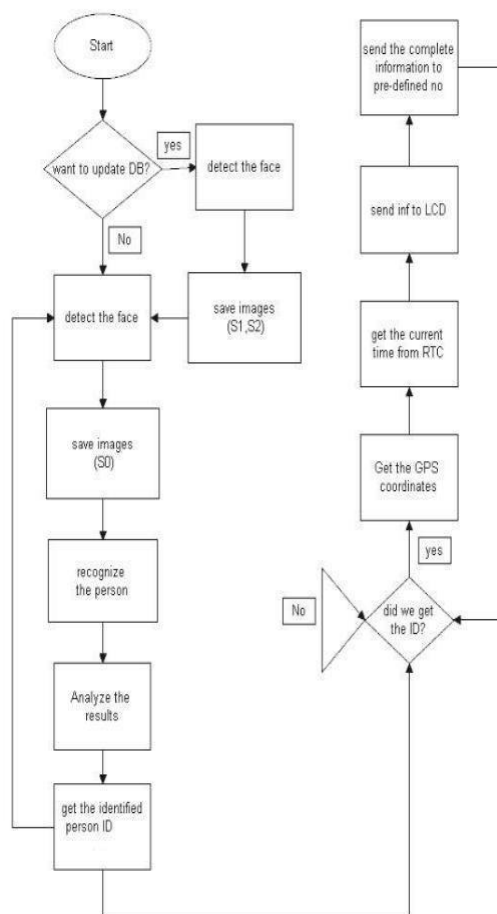 Start
want to update DB?
yes
detect the face
No
save images
(S1,S2)
detect the face
save images
(S0)
recognize
the person
Analyze the
results
get the identified
person ID
send the complete
information to
pre-defined no
send inf to LCD
get the current
time from RTC
Get the GPS
coordinates
yes
No
did we get
the ID?